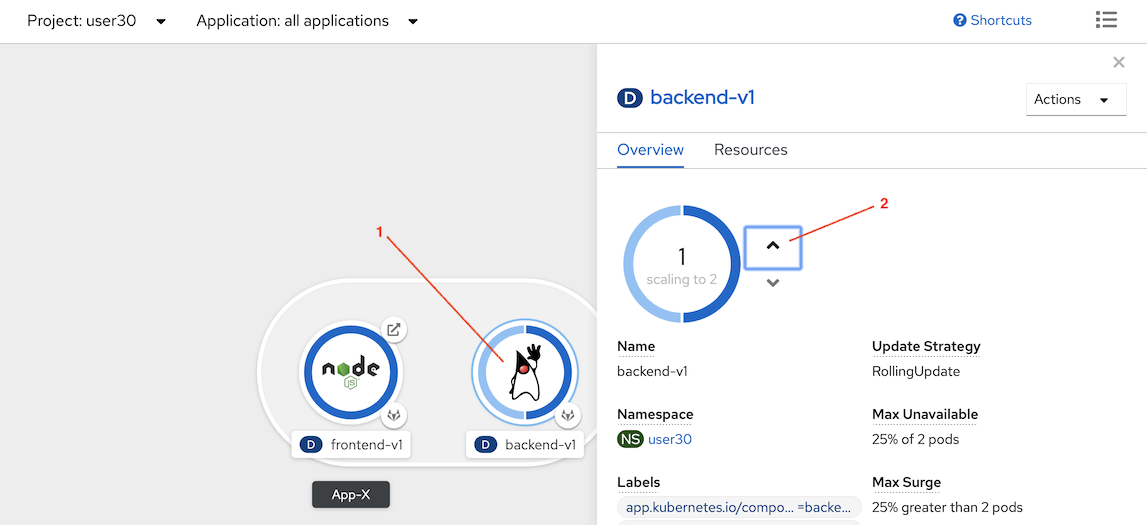 Project: user30
Application: all applications
Shortcuts
D backend-v1
Actions
Overview
Resources
2
1
1
scaling to 2
Name
Update Strategy
backend-v1
RollingUpdate
node
JS
Namespace
Max Unavailable
NS user30
25% of 2 pods
D frontend-v1
D backend-v1
Labels
Max Surge
app.kubernetes.io/compo... =backe...
25% greater than 2 pods
App-X